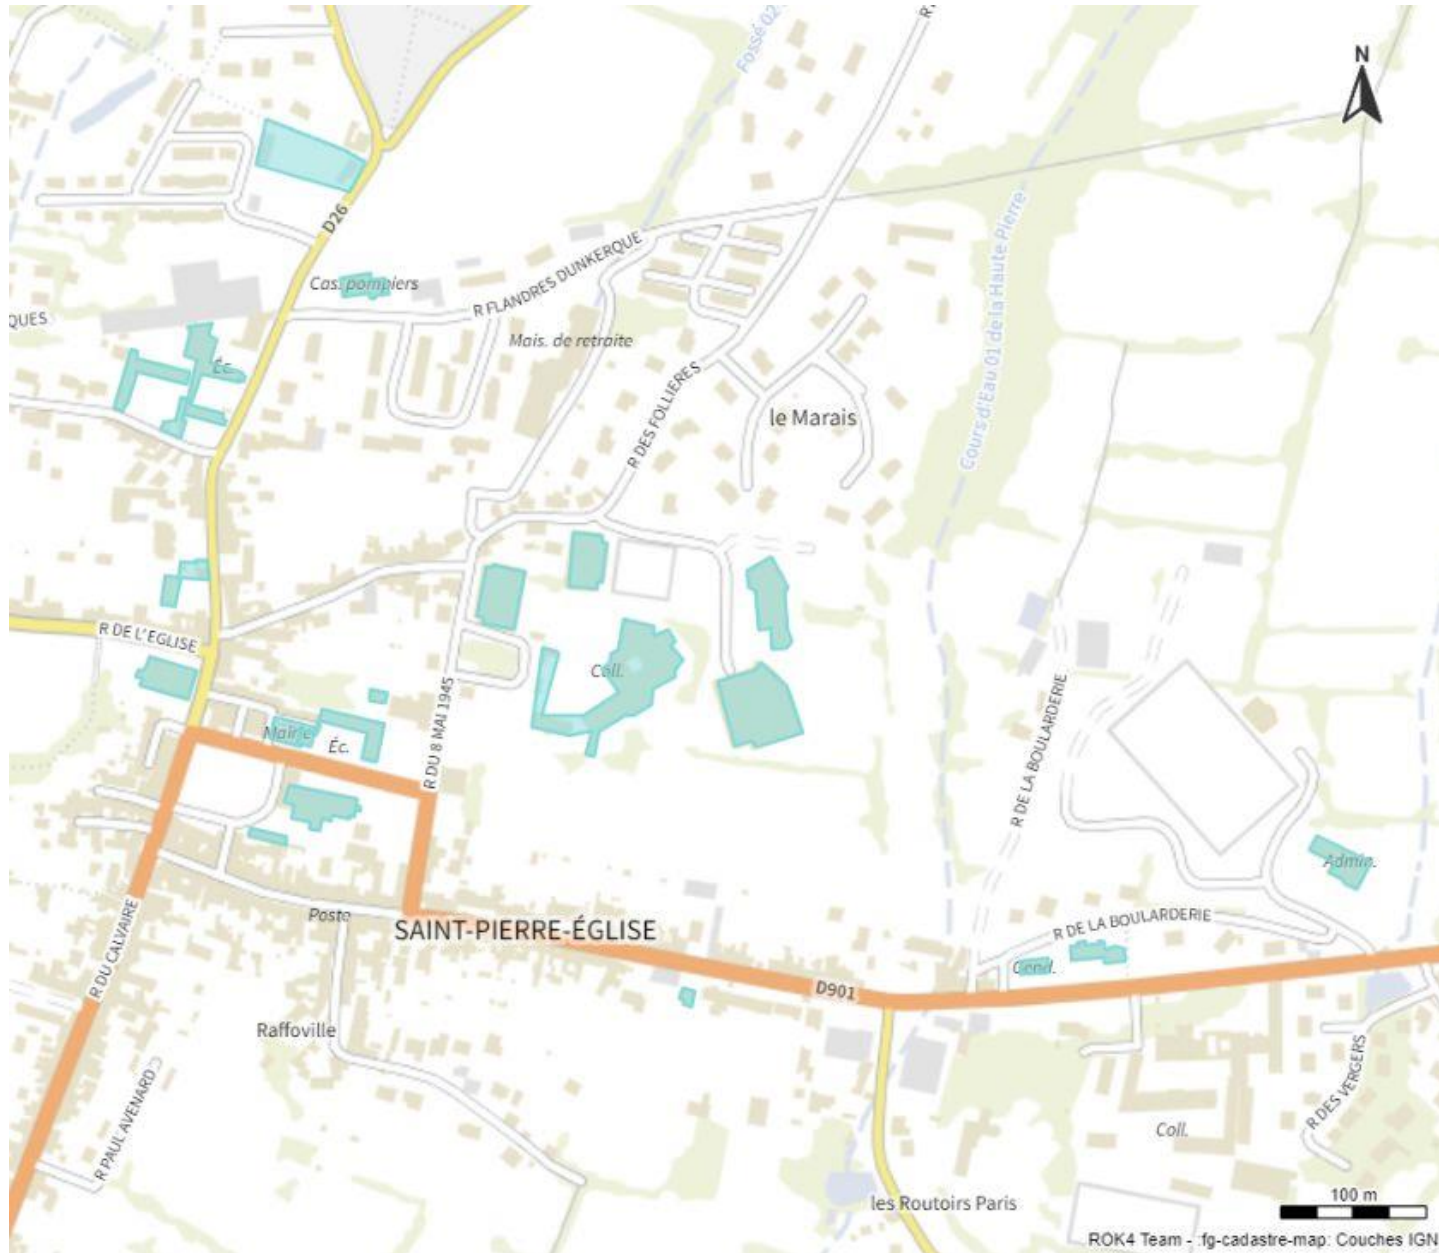 Fossé 02
N
D26
Cas. pompiers
R FLANDRES DUNKERQUE
QUES
Mais. de retraite
Éc.
R DES FOLLIERES
le Marais
Cours d'Eau 01 de la Haute Pierre
R DE L'EGLISE
Coll.
R DU 8 MAI 1945
Mairie
Éc.
R DE LA BOULARDERIE
Admin.
R DU CALVAIRE
Poste
SAINT-PIERRE-ÉGLISE
R DE LA BOULARDERIE
Gend.
D901
Raffoville
R PAUL AVENARD
R DES VERGERS
Coll.
les Routoirs Paris
100 m
ROK4 Team - :fg-cadastre-map: Couches IGN